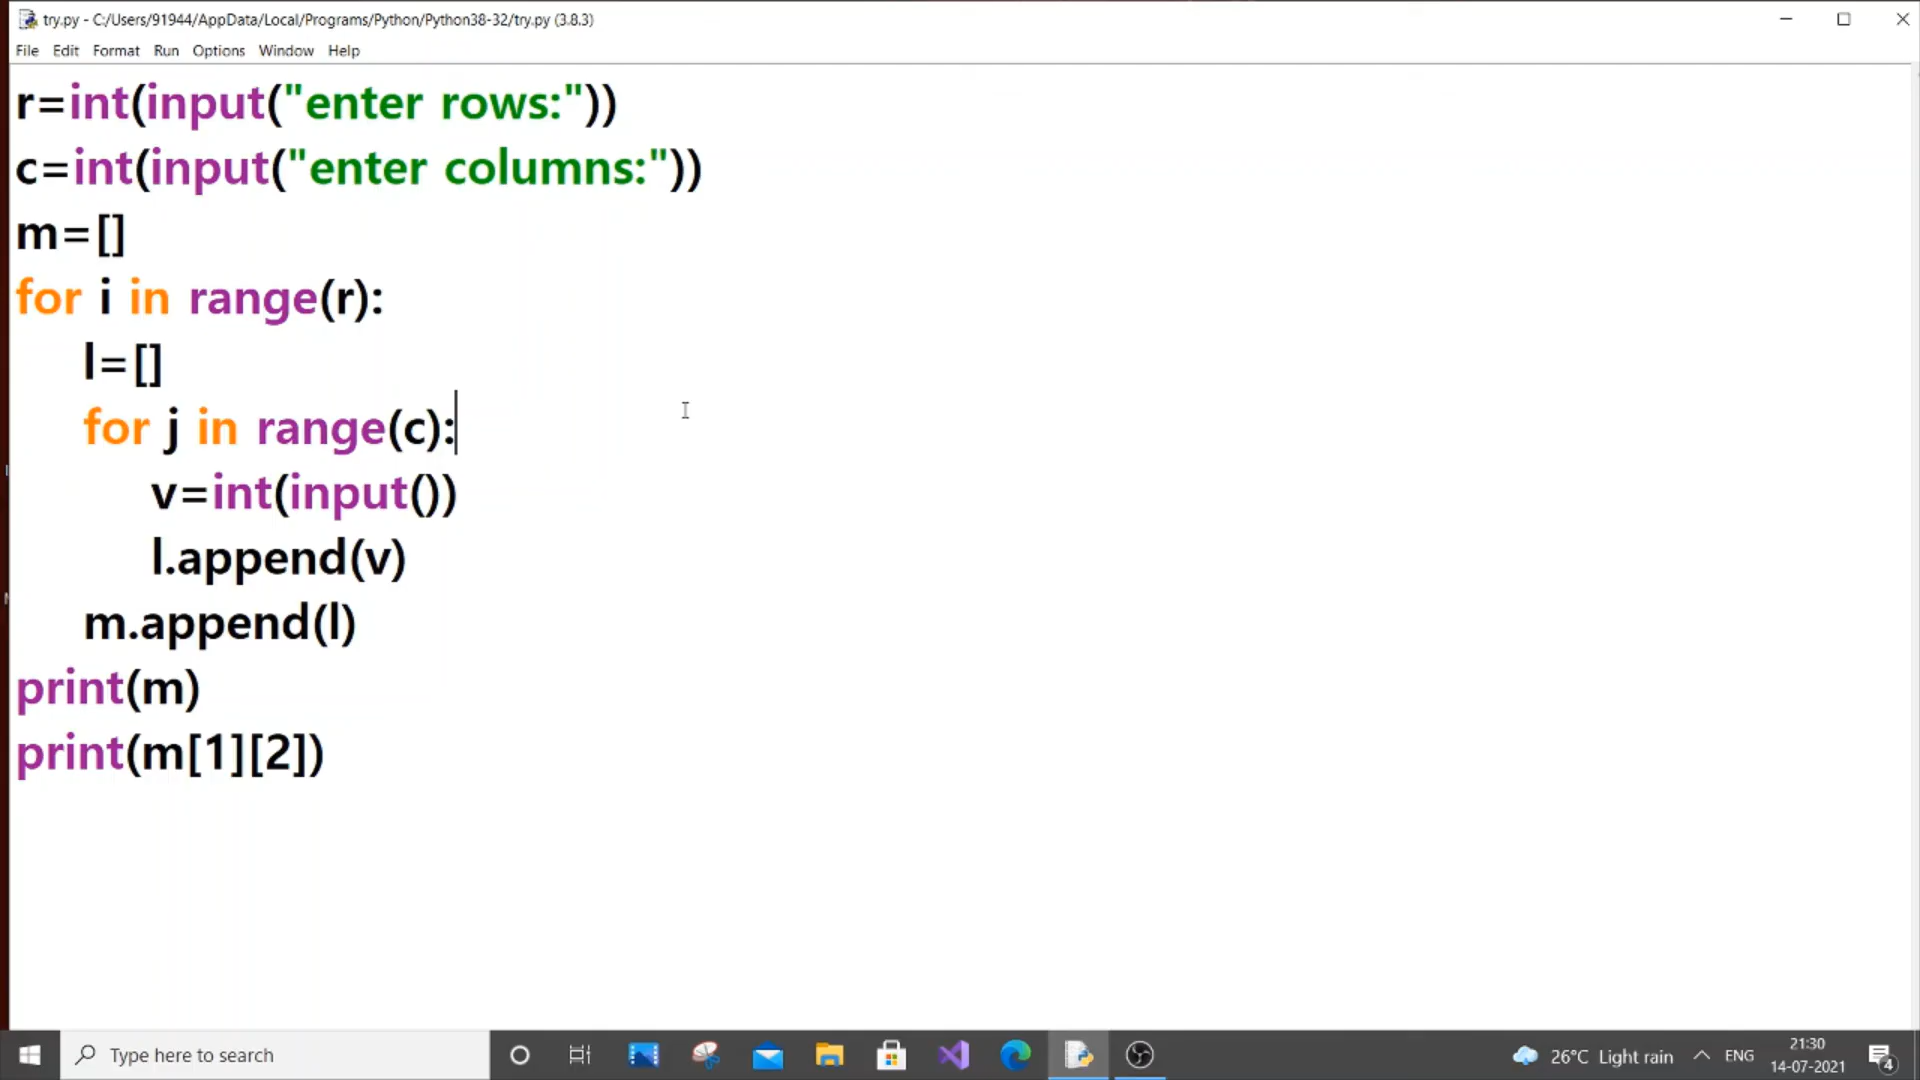 try.py - C:/Users/91944/AppData/Local/Programs/Python/Python38-32/try.py (3.8.3)
File Edit Format Run Options Window Help
r=int(input("enter rows:"))
c=int(input("enter columns:"))
m=[]
for i in range(r):
    l=[]
    for j in range(c):
        v=int(input())
        l.append(v)
    m.append(l)
print(m)
print(m[1][2])
Type here to search
26°C Light rain
ENG
21:30
14-07-2021
4